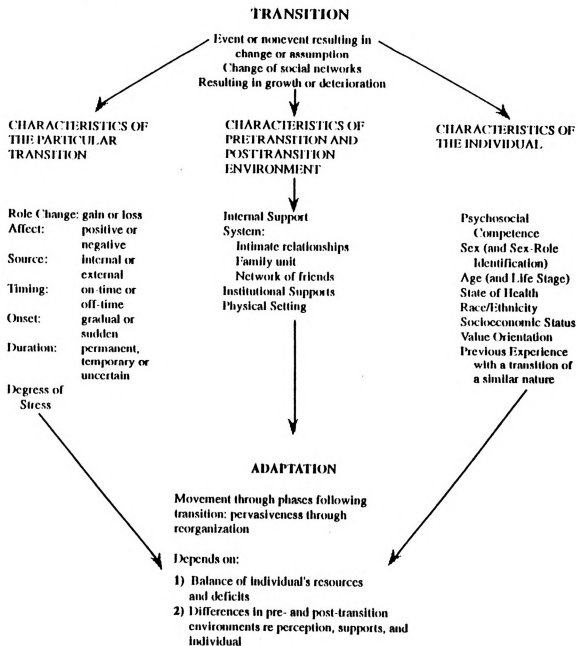 TRANSITION
Event or nonevent resulting in
change or assumption
Change of social networks
Resulting in growth or deterioration
CHARACTERISTICS OF
THE PARTICULAR
TRANSITION
Role Change: gain or loss
Affect: positive or
negative
Source: internal or
external
Timing: on-time or
off-time
Onset: gradual or
sudden
Duration: permanent,
temporary or
uncertain
Degress of
Stress
CHARACTERISTICS OF
PRETRANSITION AND
POSTTRANSITION
ENVIRONMENT
Internal Support
System:
Intimate relationships
Family unit
Network of friends
Institutional Supports
Physical Setting
CHARACTERISTICS OF
THE INDIVIDUAL
Psychosocial
Competence
Sex (and Sex-Role
Identification)
Age (and Life Stage)
State of Health
Race/Ethnicity
Socioeconomic Status
Value Orientation
Previous Experience
with a transition of
a similar nature
ADAPTATION
Movement through phases following
transition: pervasiveness through
reorganization
Depends on:
1) Balance of individual's resources
and deficits
2) Differences in pre- and post-transition
environments re perception, supports, and
individual